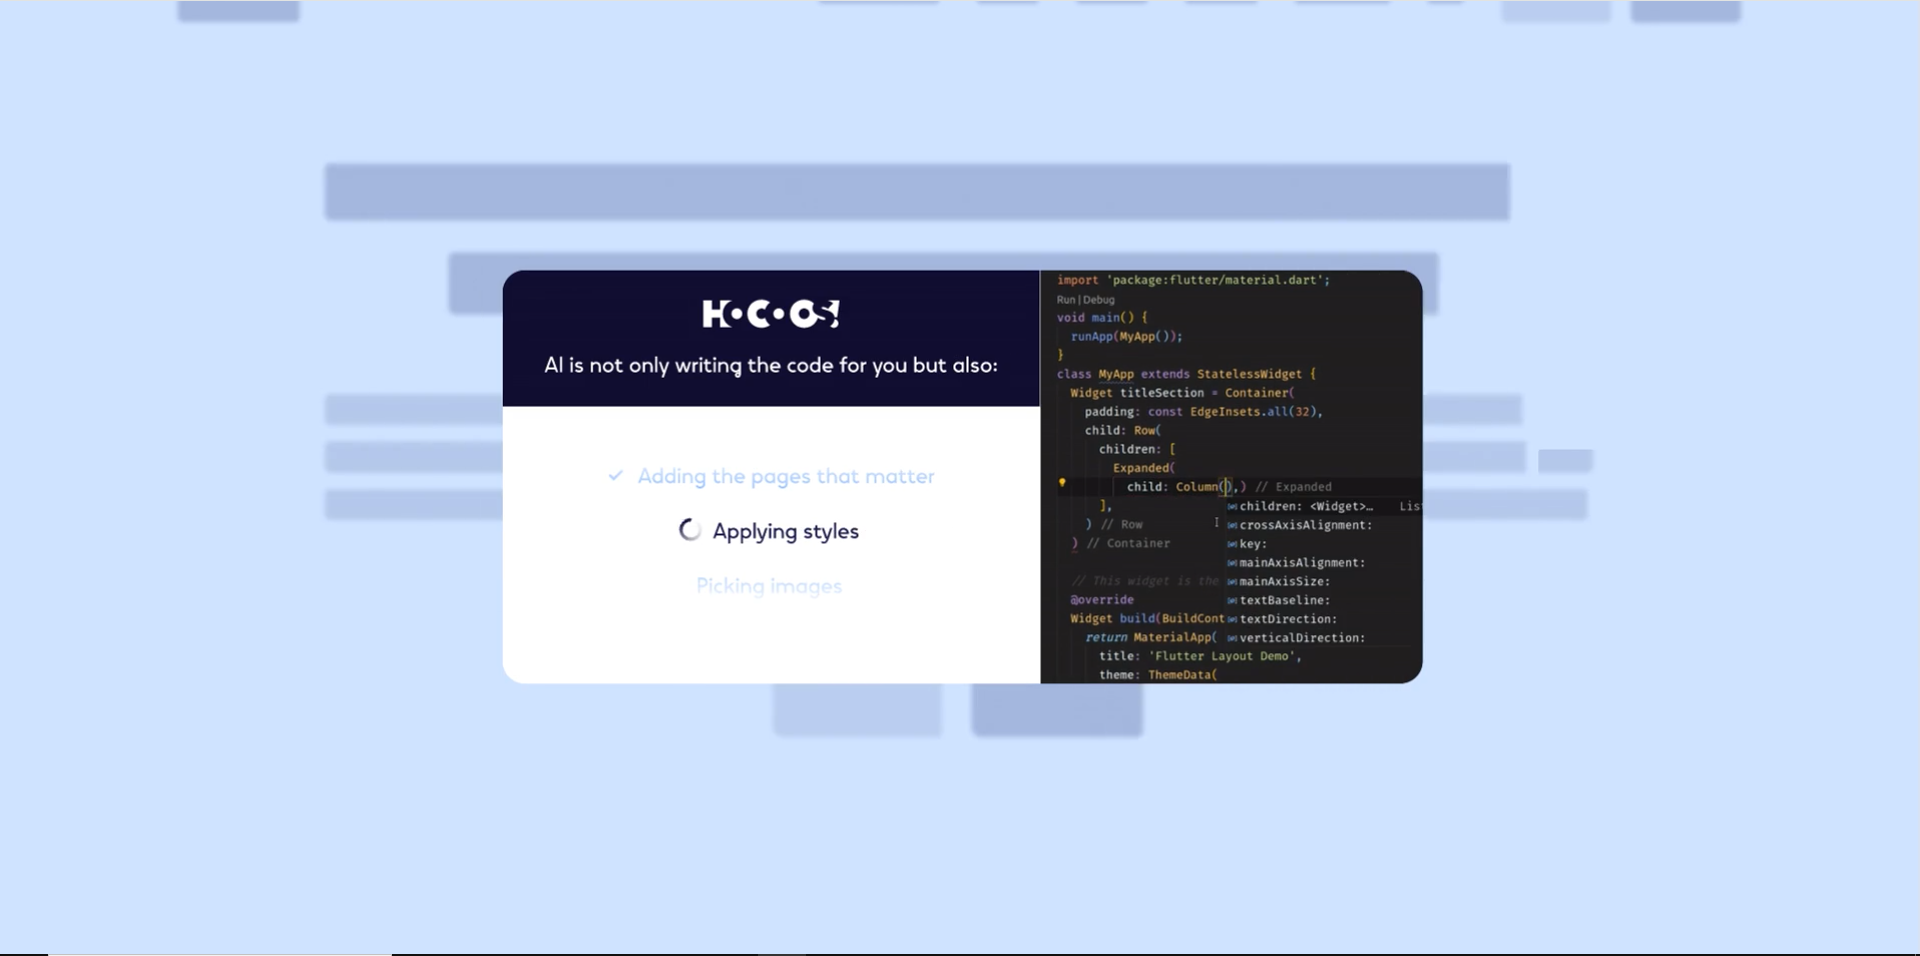 HOCOOS
AI is not only writing the code for you but also:
Adding the pages that matter
Applying styles
Picking images
import 'package:flutter/material.dart';
Run | Debug
void main() {
runApp(MyApp());
}
class MyApp extends StatelessWidget {
Widget titleSection = Container(
padding: const EdgeInsets.all(32),
child: Row(
children: [
Expanded(
child: Column(),) // Expanded
],
) // Row
) // Container
children: <Widget>… Lis
crossAxisAlignment:
key:
mainAxisAlignment:
mainAxisSize:
textBaseline:
textDirection:
verticalDirection:
// This widget is the
@override
Widget build(BuildCont
return MaterialApp(
title: 'Flutter Layout Demo',
theme: ThemeData(